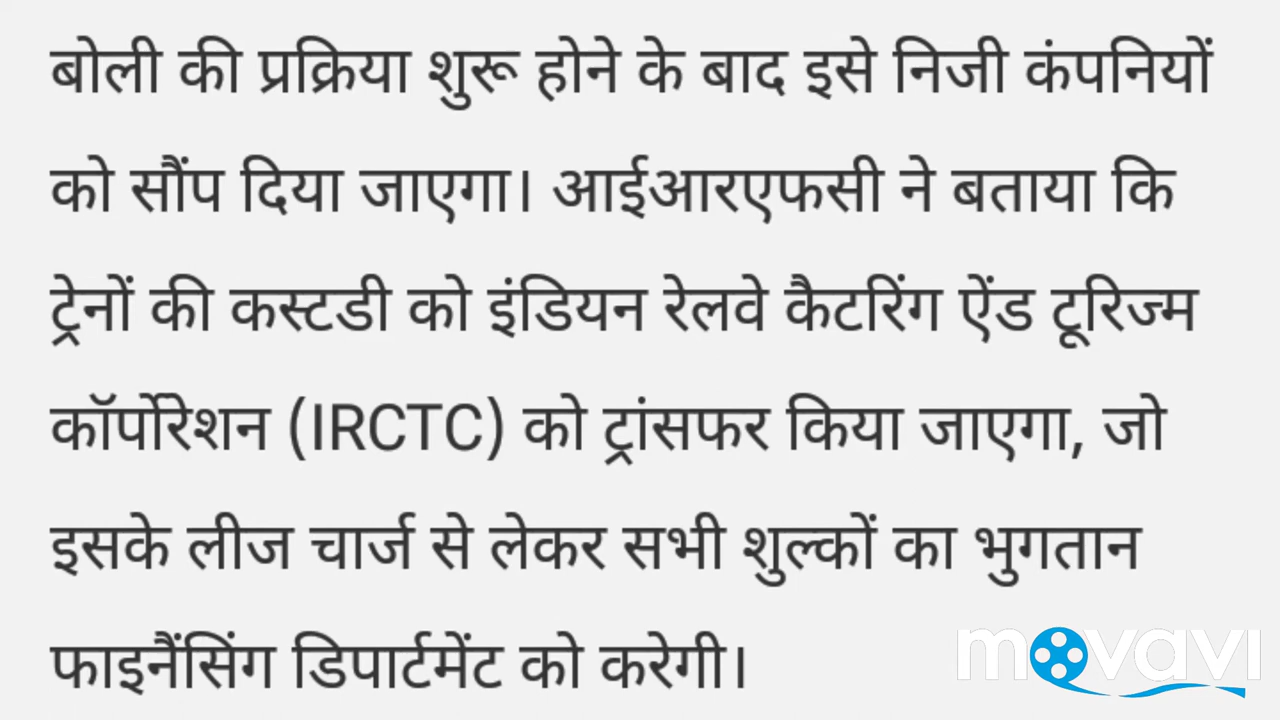 बोली की प्रक्रिया शुरू होने के बाद इसे निजी कंपनियों
को सौंप दिया जाएगा। आईआरएफसी ने बताया कि
ट्रेनों की कस्टडी को इंडियन रेलवे कैटरिंग ऐंड टूरिज्म
कॉर्पोरेशन (IRCTC) को ट्रांसफर किया जाएगा, जो
इसके लीज चार्ज से लेकर सभी शुल्कों का भुगतान
फाइनैंसिंग डिपार्टमेंट को करेगी।
movavi